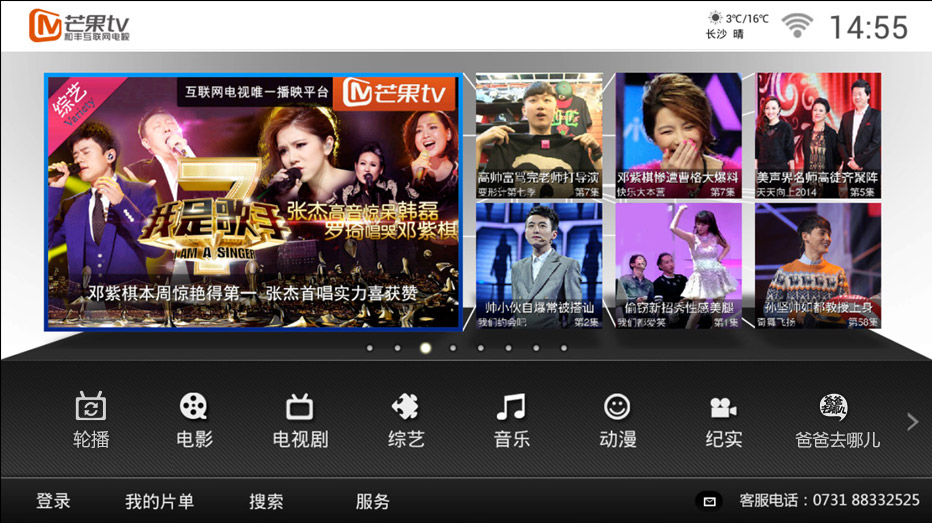 芒果tv
和丰互联网电视
3℃/16℃
长沙 晴
14:55
综艺
Variety
互联网电视唯一播映平台
芒果tv
我是歌手
I AM A SINGER
张杰高音惊呆韩磊
罗琦唱哭邓紫棋
邓紫棋本周惊艳得第一 张杰首唱实力喜获赞
高帅富骂完老师打导演
变形计第七季 第7集
邓紫棋惨遭曹格大爆料
快乐大本营 第7集
美声界名师高徒齐聚阵
天天向上2014 第5集
帅小伙自爆常被搭讪
我们约会吧 第2集
偷窃新招秀性感美腿
我们都爱笑 第1集
孙坚帅如都教授上身
奇舞飞扬 第58集
轮播
电影
电视剧
综艺
音乐
动漫
纪实
爸爸去哪儿
爸爸去哪儿
登录
我的片单
搜索
服务
客服电话：0731 88332525